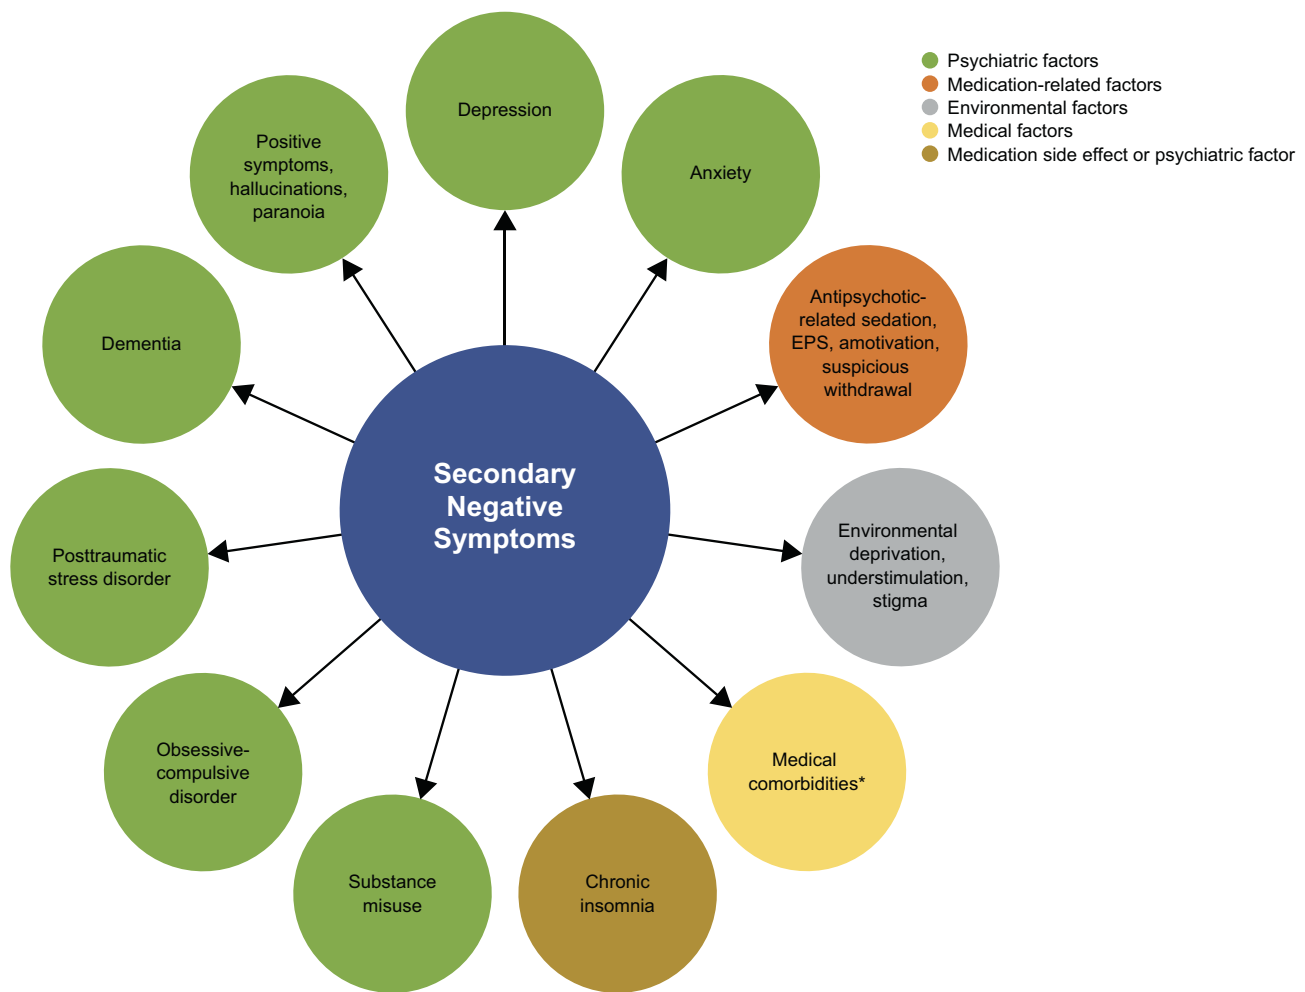 Psychiatric factors
Medication-related factors
Environmental factors
Medical factors
Medication side effect or psychiatric factor
Depression
Anxiety
Antipsychotic-
related sedation,
EPS, amotivation,
suspicious
withdrawal
Environmental
deprivation,
understimulation,
stigma
Medical
comorbidities*
Chronic
insomnia
Substance
misuse
Obsessive-
compulsive
disorder
Posttraumatic
stress disorder
Dementia
Positive
symptoms,
hallucinations,
paranoia
Secondary
Negative
Symptoms